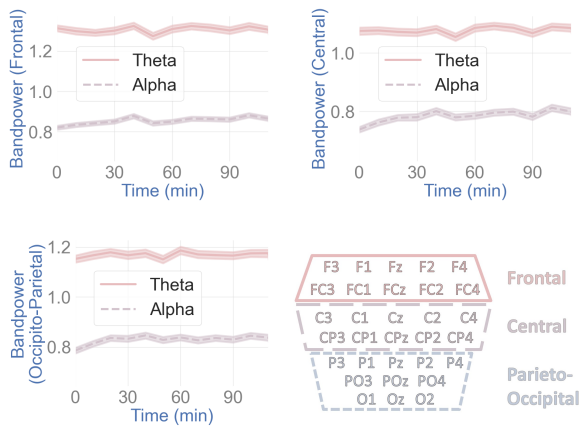 Bandpower (Frontal)
1.2
1.0
0.8
Theta
Alpha
0 30 60 90
Time (min)
Bandpower (Central)
1.0
0.8
Theta
Alpha
0 30 60 90
Time (min)
Bandpower
(Occipito-Parietal)
1.2
1.0
0.8
Theta
Alpha
0 30 60 90
Time (min)
F3 F1 Fz F2 F4
FC3 FC1 FCz FC2 FC4
Frontal
C3 C1 Cz C2 C4
CP3 CP1 CPz CP2 CP4
Central
P3 P1 Pz P2 P4
PO3 POz PO4
O1 Oz O2
Parieto-
Occipital